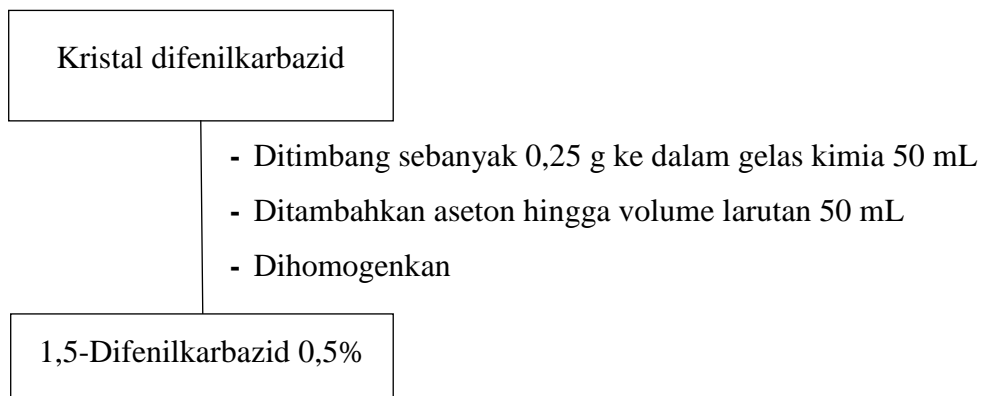 Kristal difenilkarbazid
- Ditimbang sebanyak 0,25 g ke dalam gelas kimia 50 mL
- Ditambahkan aseton hingga volume larutan 50 mL
- Dihomogenkan
1,5-Difenilkarbazid 0,5%